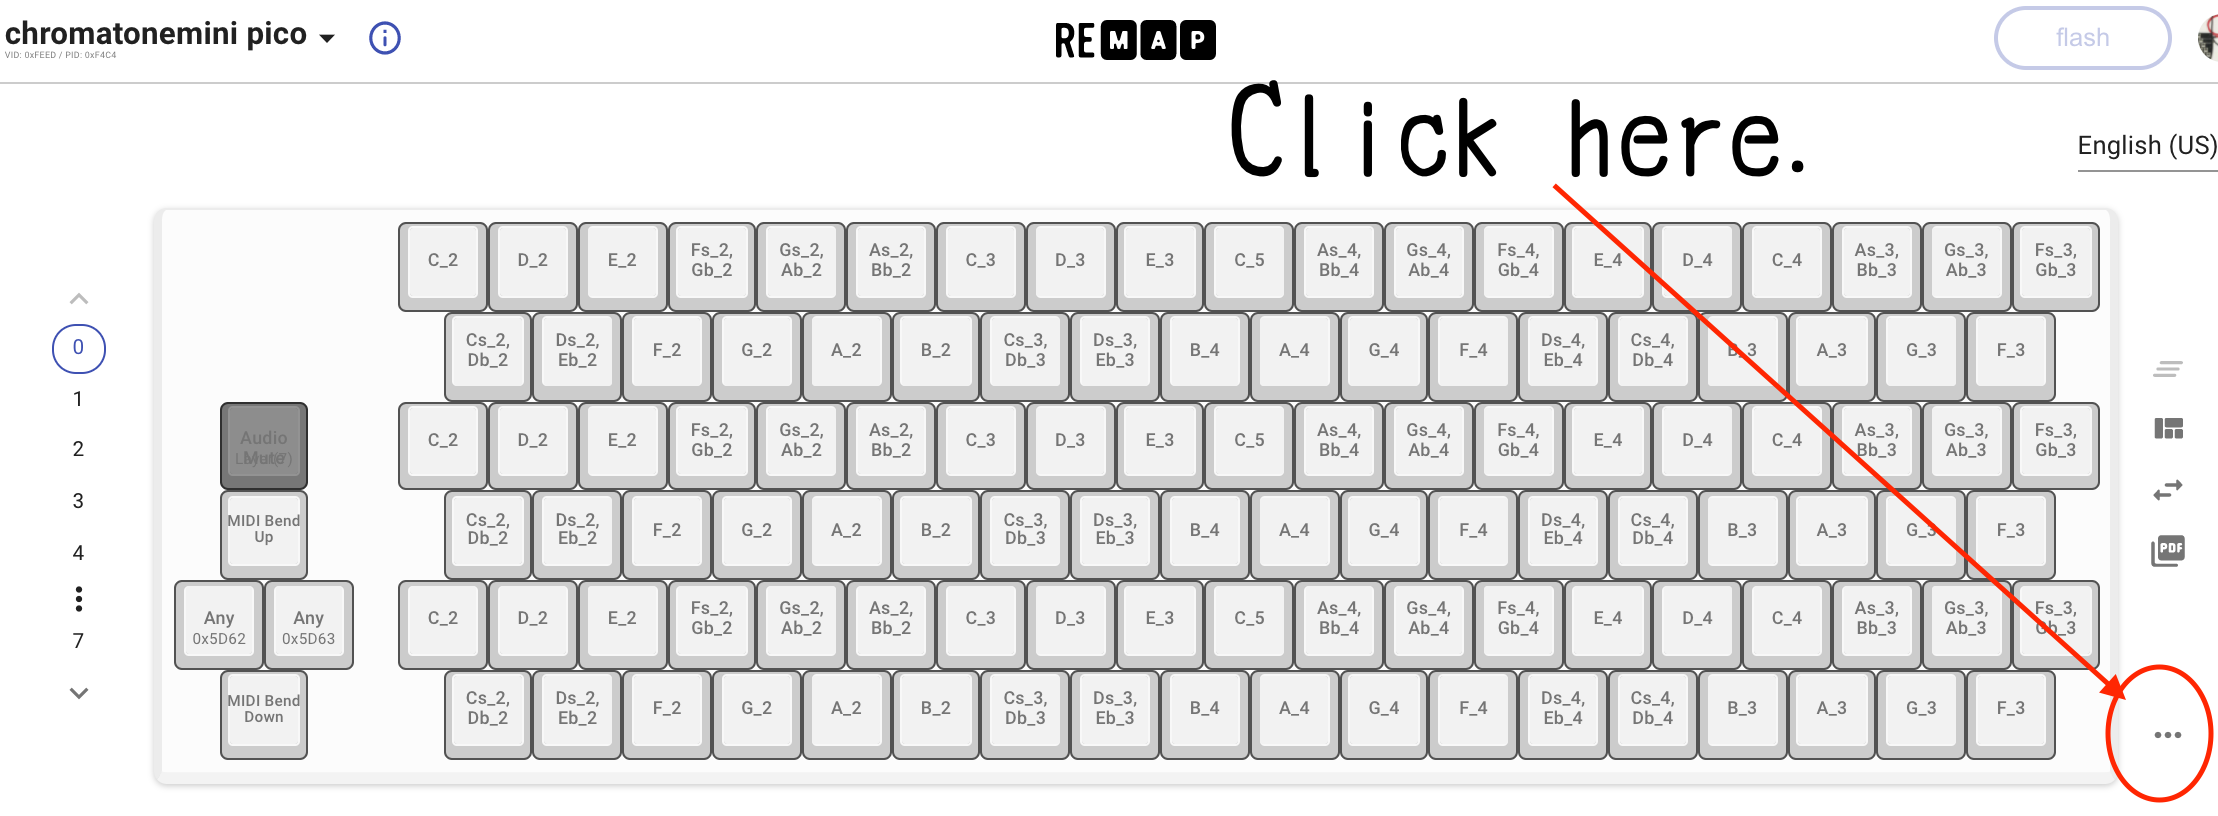 chromatonemini pico
VID: 0xFEED / PID: 0xF4C4
REMAP
flash
Click here.
English (US)
C_2 D_2 E_2 Fs_2, Gb_2 Gs_2, Ab_2 As_2, Bb_2 C_3 D_3 E_3 C_5 As_4, Bb_4 Gs_4, Ab_4 Fs_4, Gb_4 E_4 D_4 C_4 As_3, Bb_3 Gs_3, Ab_3 Fs_3, Gb_3
0
Cs_2, Db_2 Ds_2, Eb_2 F_2 G_2 A_2 B_2 Cs_3, Db_3 Ds_3, Eb_3 B_4 A_4 G_4 F_4 Ds_4, Eb_4 Cs_4, Db_4 B_3 A_3 G_3 F_3
1
2
Audio Mute
C_2 D_2 E_2 Fs_2, Gb_2 Gs_2, Ab_2 As_2, Bb_2 C_3 D_3 E_3 C_5 As_4, Bb_4 Gs_4, Ab_4 Fs_4, Gb_4 E_4 D_4 C_4 As_3, Bb_3 Gs_3, Ab_3 Fs_3, Gb_3
3
MIDI Bend Up
Cs_2, Db_2 Ds_2, Eb_2 F_2 G_2 A_2 B_2 Cs_3, Db_3 Ds_3, Eb_3 B_4 A_4 G_4 F_4 Ds_4, Eb_4 Cs_4, Db_4 B_3 A_3 G_3 F_3
4
PDF
Any 0x5D62 Any 0x5D63
C_2 D_2 E_2 Fs_2, Gb_2 Gs_2, Ab_2 As_2, Bb_2 C_3 D_3 E_3 C_5 As_4, Bb_4 Gs_4, Ab_4 Fs_4, Gb_4 E_4 D_4 C_4 As_3, Bb_3 Gs_3, Ab_3 Fs_3, Gb_3
7
MIDI Bend Down
Cs_2, Db_2 Ds_2, Eb_2 F_2 G_2 A_2 B_2 Cs_3, Db_3 Ds_3, Eb_3 B_4 A_4 G_4 F_4 Ds_4, Eb_4 Cs_4, Db_4 B_3 A_3 G_3 F_3